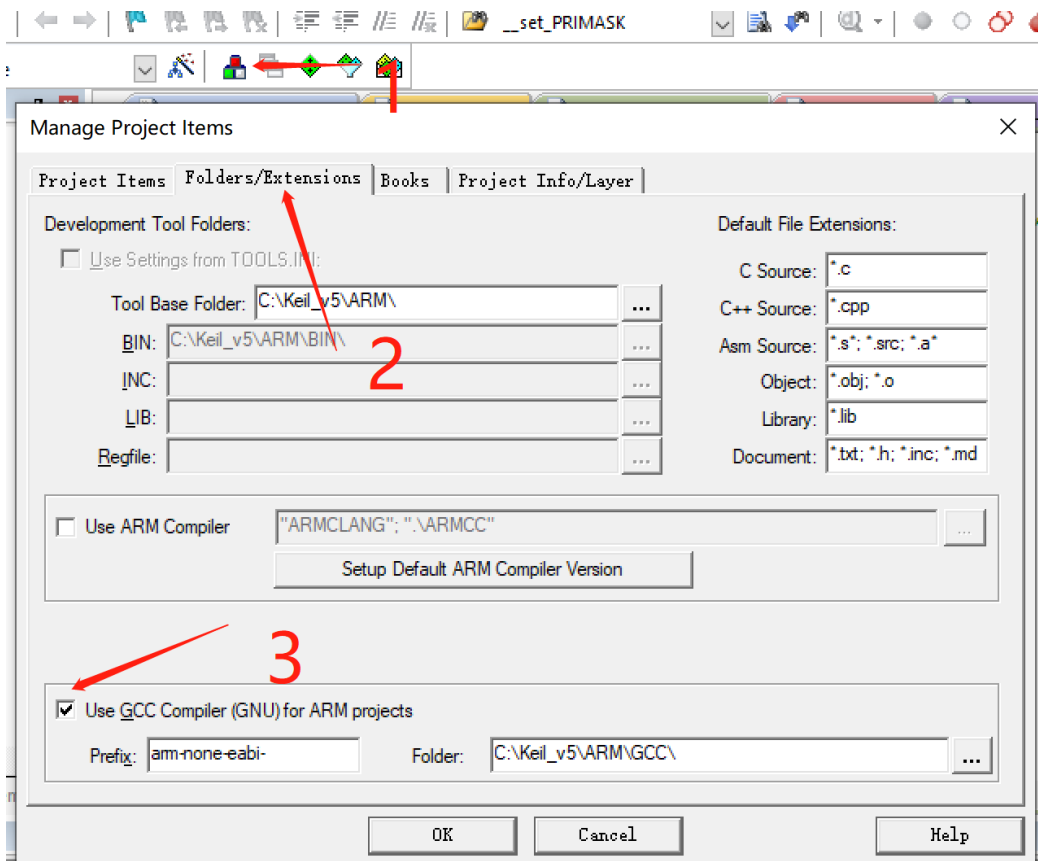 __set_PRIMASK
1
Manage Project Items
Project Items Folders/Extensions Books Project Info/Layer
Development Tool Folders:
Default File Extensions:
Use Settings from TOOLS.INI:
C Source: *.c
Tool Base Folder: C:\Keil_v5\ARM\ ...
C++ Source: *.cpp
BIN: C:\Keil_v5\ARM\BIN\ ...
Asm Source: *.s*; *.src; *.a*
2
INC: ...
Object: *.obj; *.o
LIB: ...
Library: *.lib
Regfile: ...
Document: *.txt; *.h; *.inc; *.md
Use ARM Compiler "ARMCLANG"; ".\ARMCC" ...
Setup Default ARM Compiler Version
3
Use GCC Compiler (GNU) for ARM projects
Prefix: arm-none-eabi- Folder: C:\Keil_v5\ARM\GCC\ ...
OK Cancel Help